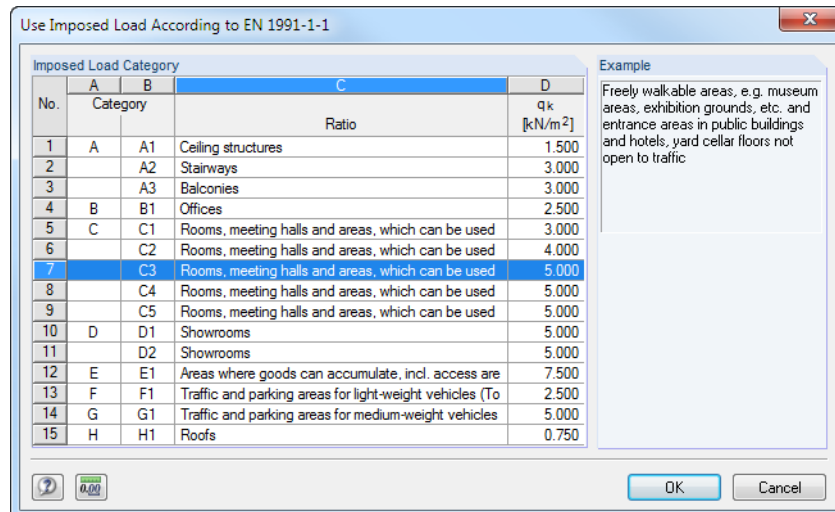 Use Imposed Load According to EN 1991-1-1
x
Imposed Load Category
A B C D
No. Category Ratio qk [kN/m²]
1 A A1 Ceiling structures 1.500
2 A2 Stairways 3.000
3 A3 Balconies 3.000
4 B B1 Offices 2.500
5 C C1 Rooms, meeting halls and areas, which can be used 3.000
6 C2 Rooms, meeting halls and areas, which can be used 4.000
7 C3 Rooms, meeting halls and areas, which can be used 5.000
8 C4 Rooms, meeting halls and areas, which can be used 5.000
9 C5 Rooms, meeting halls and areas, which can be used 5.000
10 D D1 Showrooms 5.000
11 D2 Showrooms 5.000
12 E E1 Areas where goods can accumulate, incl. access are 7.500
13 F F1 Traffic and parking areas for light-weight vehicles (To 2.500
14 G G1 Traffic and parking areas for medium-weight vehicles 5.000
15 H H1 Roofs 0.750
Example
Freely walkable areas, e.g. museum
areas, exhibition grounds, etc. and
entrance areas in public buildings
and hotels, yard cellar floors not
open to traffic
? 0.00
OK Cancel